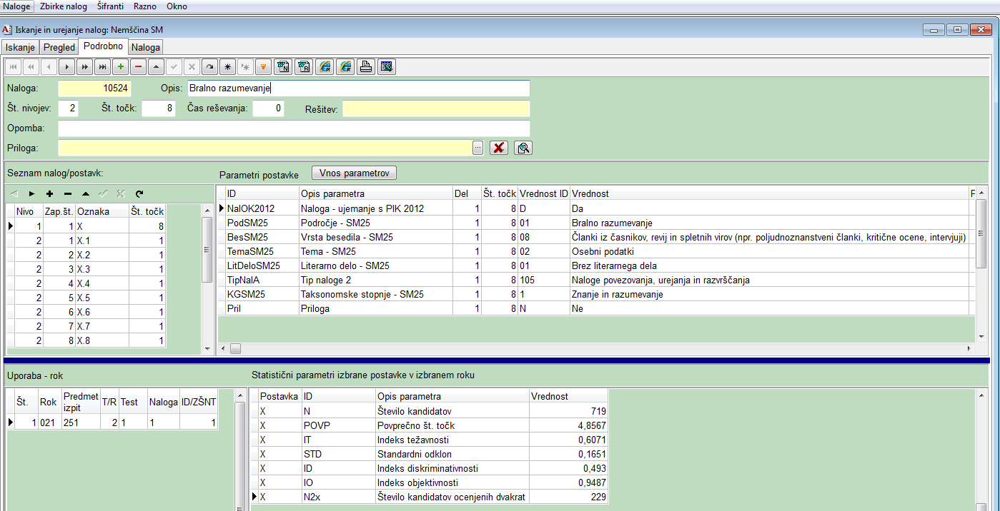 Naloge Zbirke nalog Šifranti Razno Okno
Iskanje in urejanje nalog: Nemščina SM
Iskanje Pregled Podrobno Naloga
Naloga: 10524 Opis: Bralno razumevanje
Št. nivojev: 2 Št. točk: 8 Čas reševanja: 0 Rešitev:
Opomba:
Priloga:
Seznam nalog/postavk:
Nivo Zap.št. Oznaka Št. točk
1 1 X 8
2 1 X.1 1
2 2 X.2 1
2 3 X.3 1
2 4 X.4 1
2 5 X.5 1
2 6 X.6 1
2 7 X.7 1
2 8 X.8 1
Parametri postavke Vnos parametrov
ID Opis parametra Del Št. točk Vrednost ID Vrednost F
NalOK2012 Naloga - ujemanje s PIK 2012 1 8 D Da
PodSM25 Področje - SM25 1 8 01 Bralno razumevanje
BesSM25 Vrsta besedila - SM25 1 8 08 Članki iz časnikov, revij in spletnih virov (npr. poljudnoznanstveni članki, kritične ocene, intervjuji)
TemaSM25 Tema - SM25 1 8 02 Osebni podatki
LitDeloSM25 Literarno delo - SM25 1 8 01 Brez literarnega dela
TipNalA Tip naloge 2 1 8 105 Naloge povezovanja, urejanja in razvrščanja
KGSM25 Taksonomske stopnje - SM25 1 8 1 Znanje in razumevanje
Pril Priloga 1 8 N Ne
Uporaba - rok
Št. Rok Predmet izpit T/R Test Naloga ID/ZŠNT
1 021 251 2 1 1 1
Statistični parametri izbrane postavke v izbranem roku
Postavka ID Opis parametra Vrednost
X N Število kandidatov 719
X POVP Povprečno št. točk 4,8567
X IT Indeks težavnosti 0,6071
X STD Standardni odklon 0,1651
X ID Indeks diskriminativnosti 0,493
X IO Indeks objektivnosti 0,9487
X N2x Število kandidatov ocenjenih dvakrat 229